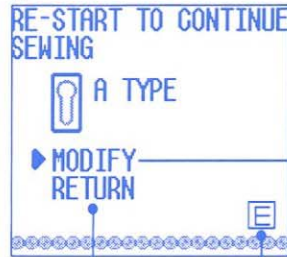 RE-START TO CONTINUE
SEWING
A TYPE
MODIFY
RETURN
E